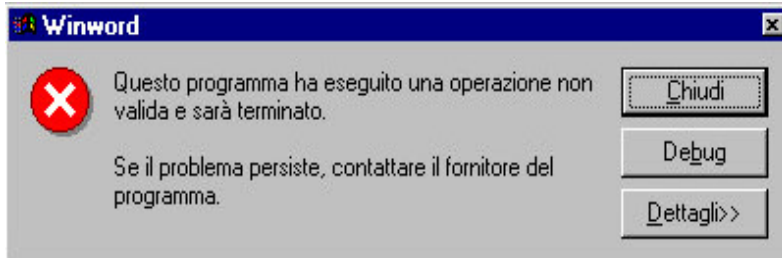 Winword
Questo programma ha eseguito una operazione non
valida e sarà terminato.
Se il problema persiste, contattare il fornitore del
programma.
Chiudi
Debug
Dettagli>>